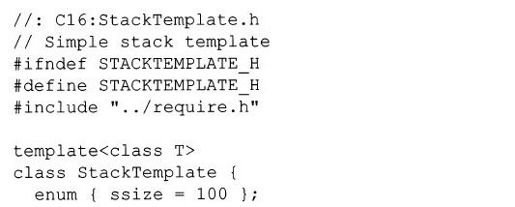 //: C16:StackTemplate.h
// Simple stack template
#ifndef STACKTEMPLATE_H
#define STACKTEMPLATE_H
#include "../require.h"

template<class T>
class StackTemplate {
  enum { ssize = 100 };